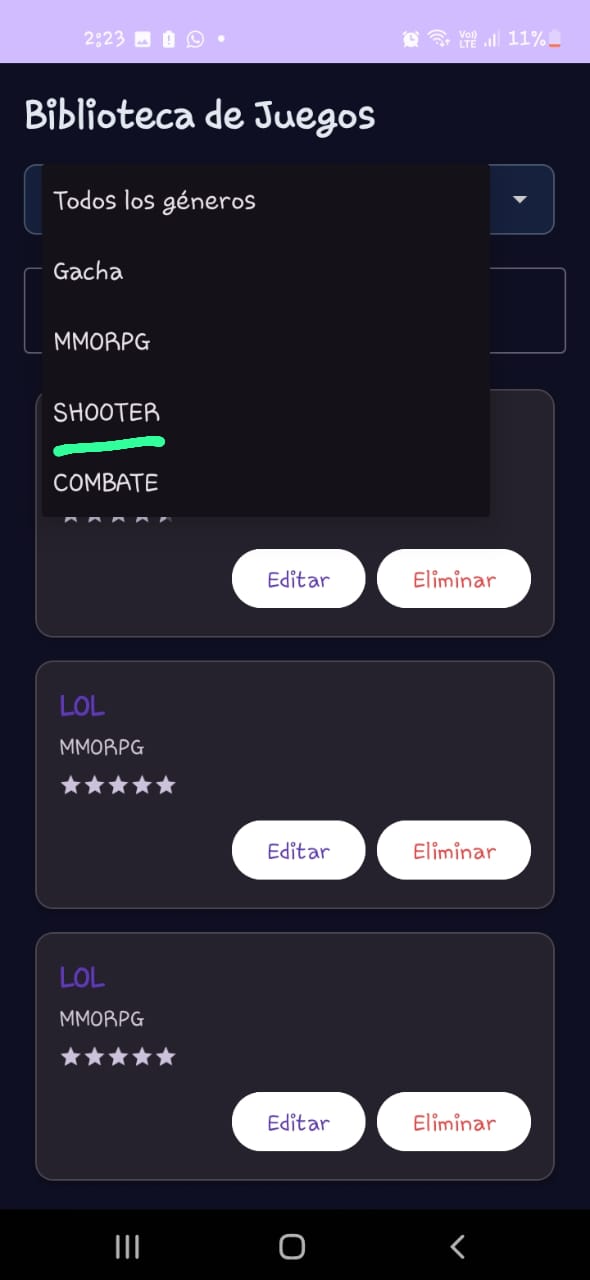 2:23
Vo))
LTE
11%
Biblioteca de Juegos
Todos los géneros
Gacha
MMORPG
SHOOTER
COMBATE
Editar
Eliminar
LOL
MMORPG
Editar
Eliminar
LOL
MMORPG
Editar
Eliminar